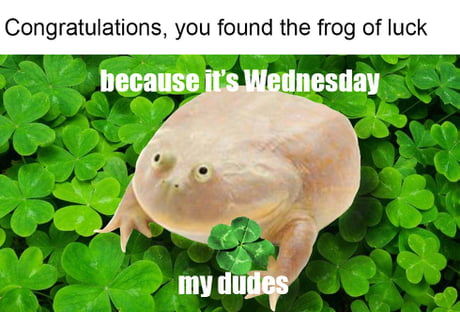 Congratulations, you found the frog of luck
because it's Wednesday
my dudes